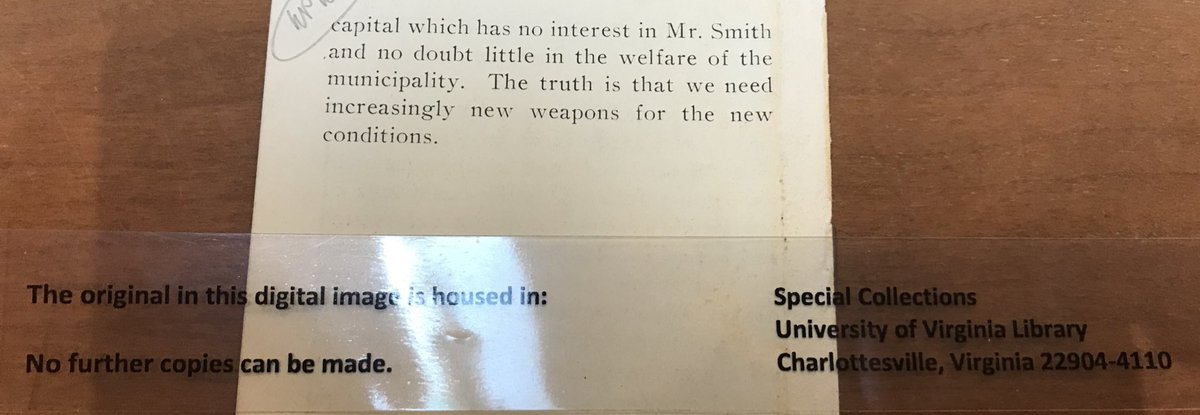 capital which has no interest in Mr. Smith
and no doubt little in the welfare of the
municipality. The truth is that we need
increasingly new weapons for the new
conditions.
The original in this digital image is housed in:
No further copies can be made.
Special Collections
University of Virginia Library
Charlottesville, Virginia 22904-4110